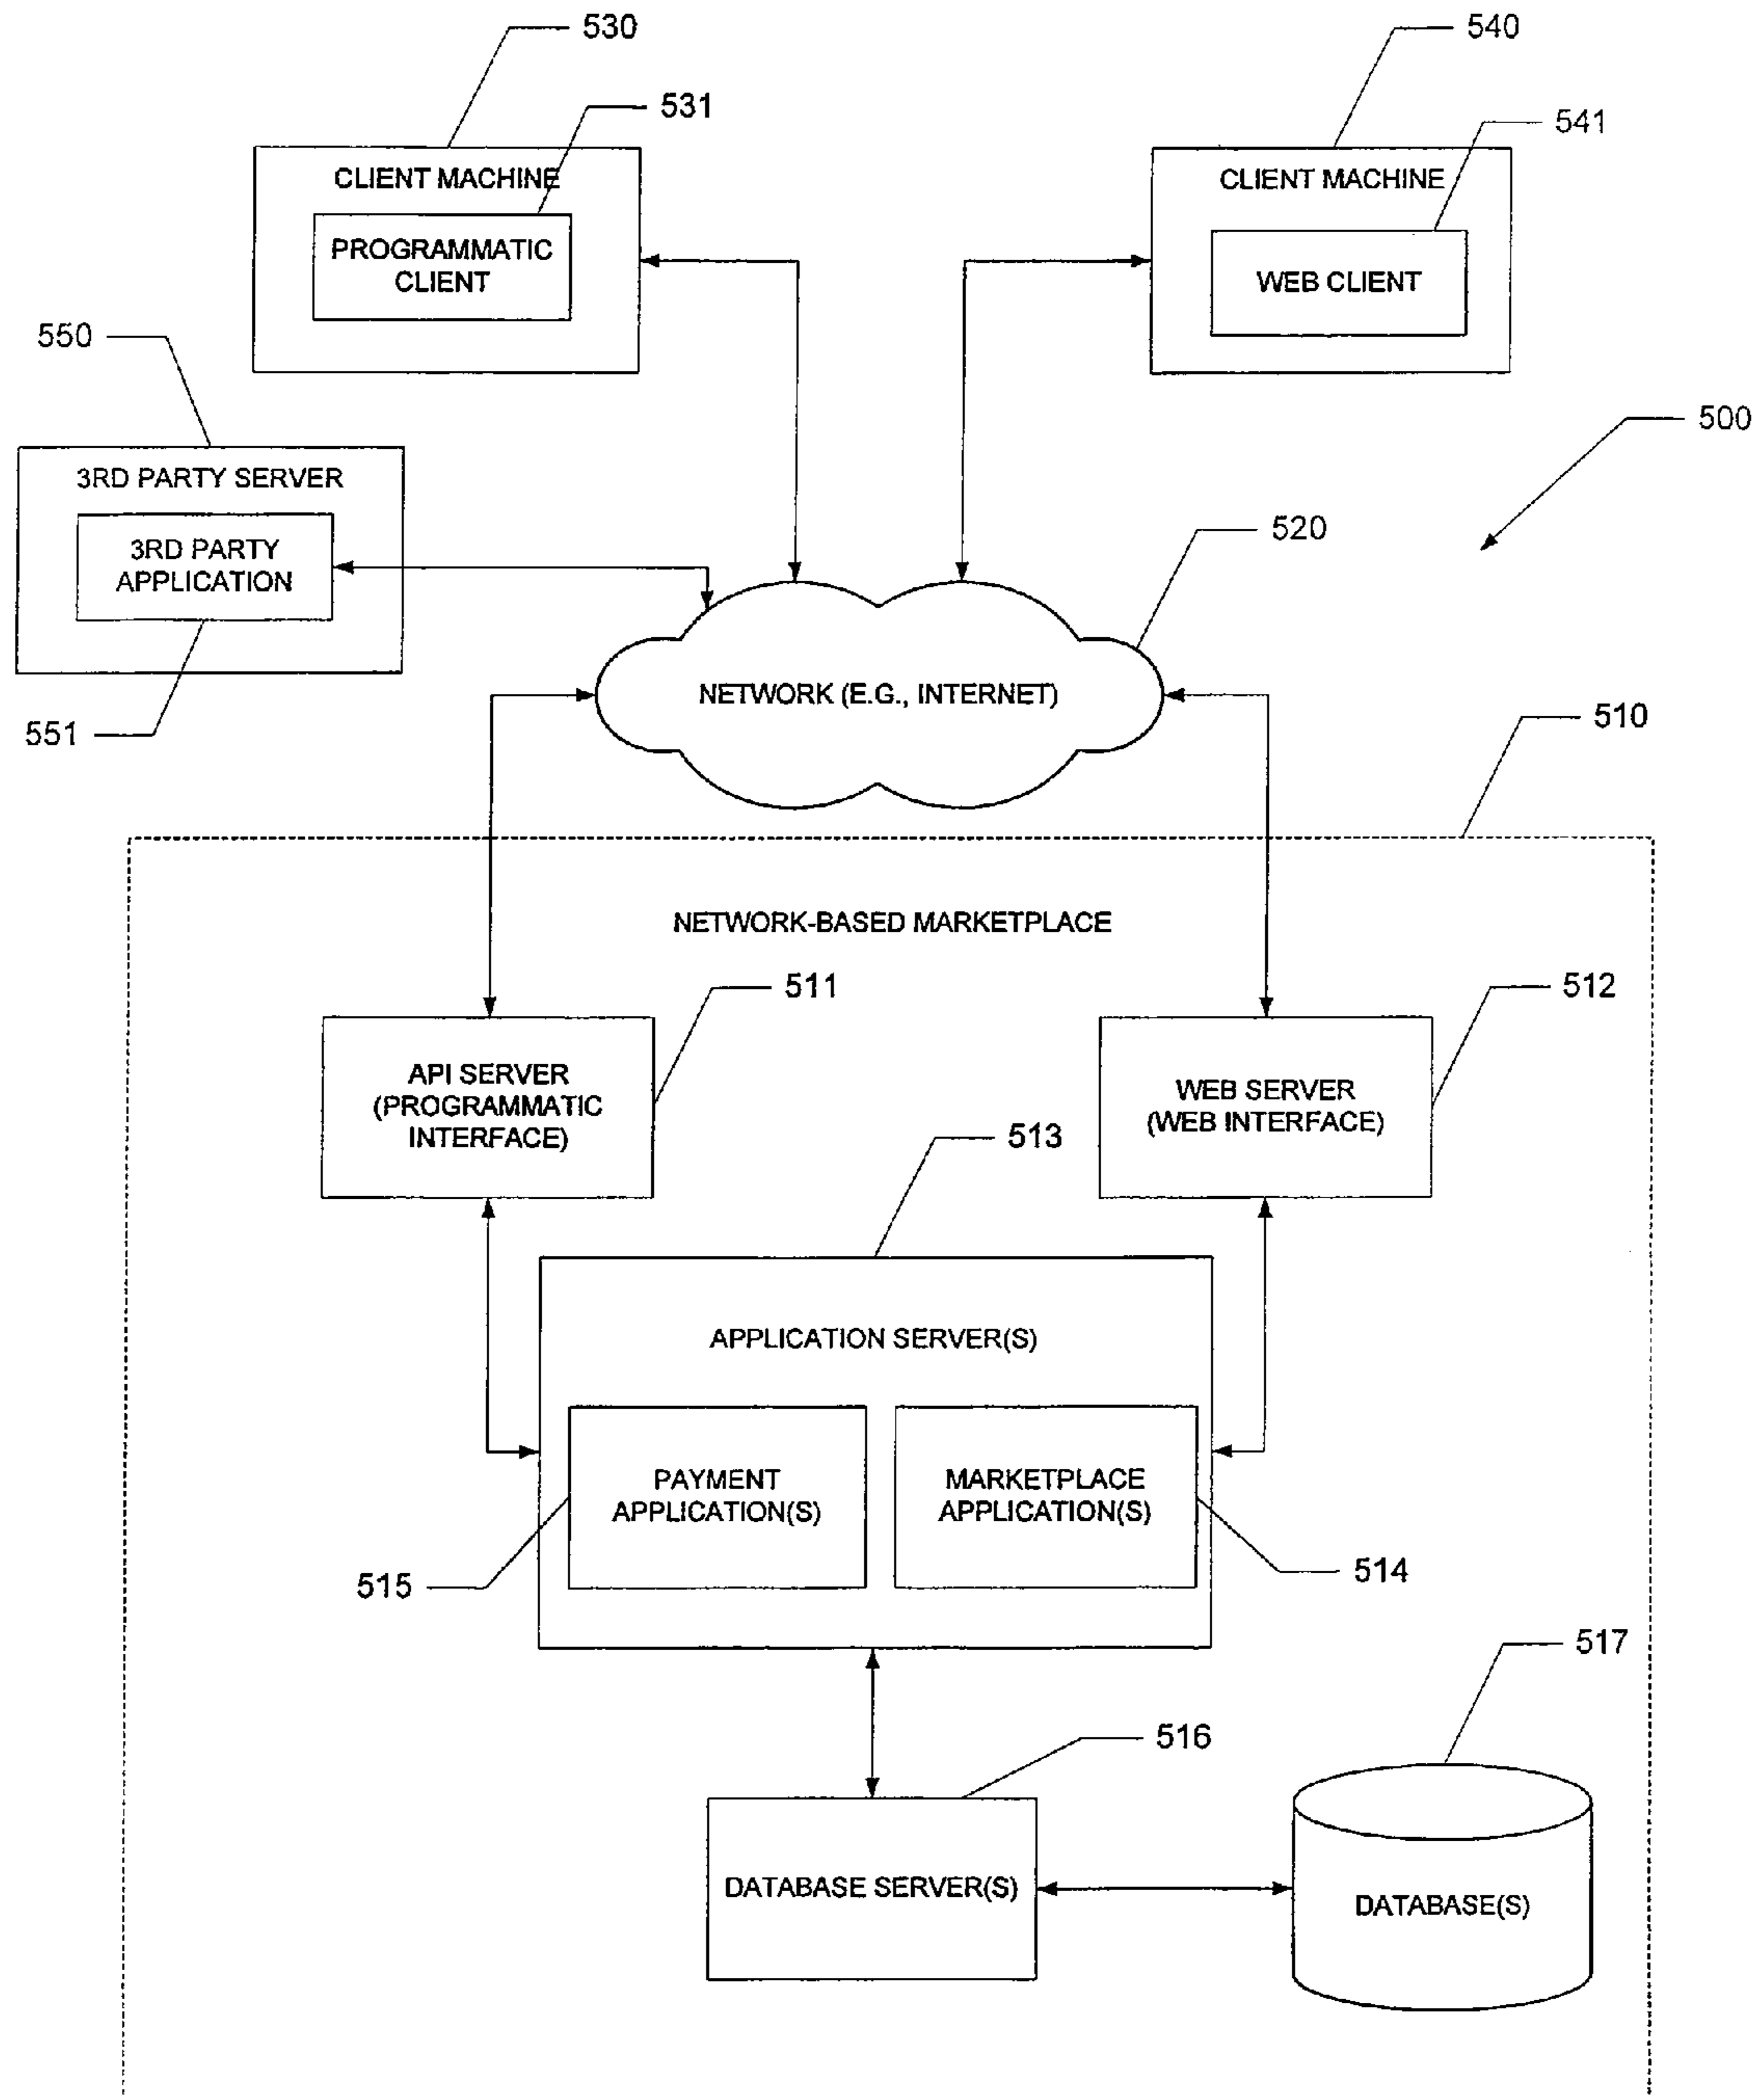 530
540
531
541
CLIENT MACHINE
CLIENT MACHINE
PROGRAMMATIC
CLIENT
WEB CLIENT
550
500
3RD PARTY SERVER
520
3RD PARTY
APPLICATION
NETWORK (E.G., INTERNET)
551
510
NETWORK-BASED MARKETPLACE
511
512
API SERVER
(PROGRAMMATIC
INTERFACE)
WEB SERVER
(WEB INTERFACE)
513
APPLICATION SERVER(S)
PAYMENT
APPLICATION(S)
MARKETPLACE
APPLICATION(S)
515
514
517
516
DATABASE SERVER(S)
DATABASE(S)